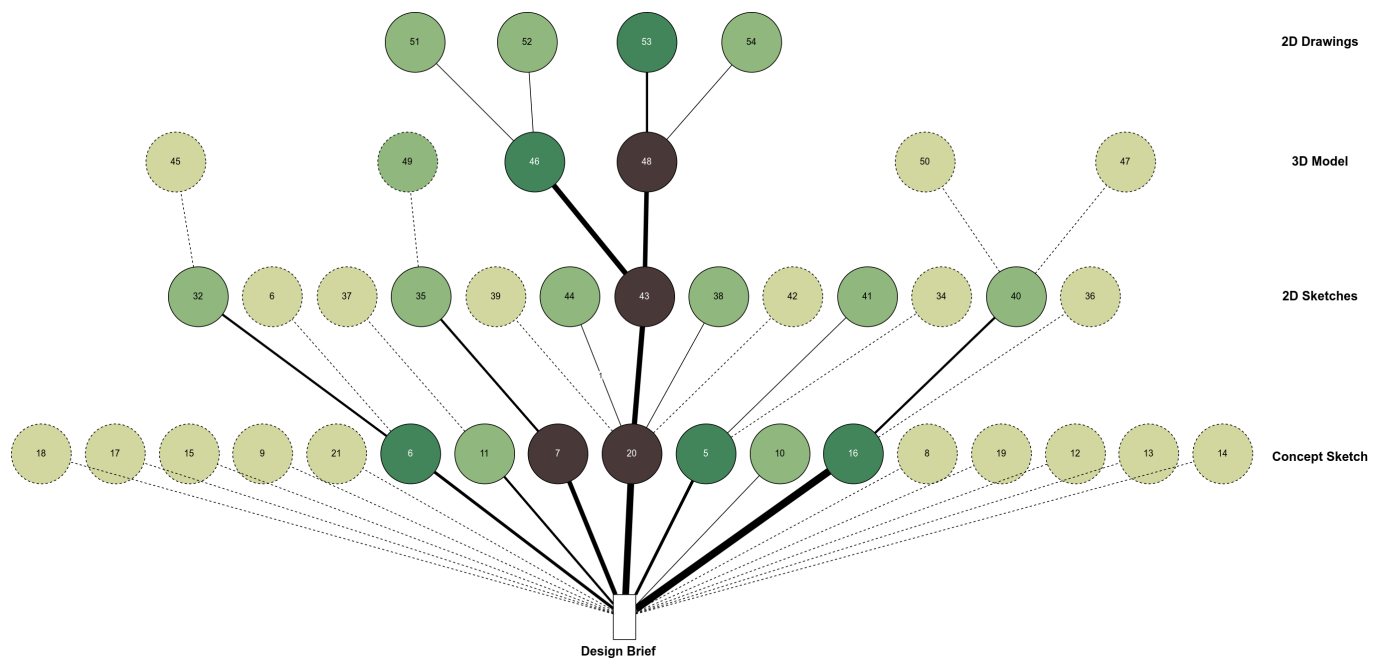 51 52 53 54 2D Drawings
45 49 46 48 50 47 3D Model
32 6 37 35 39 44 43 38 42 41 34 40 36 2D Sketches
18 17 15 9 21 6 11 7 20 5 10 16 8 19 12 13 14 Concept Sketch
Design Brief